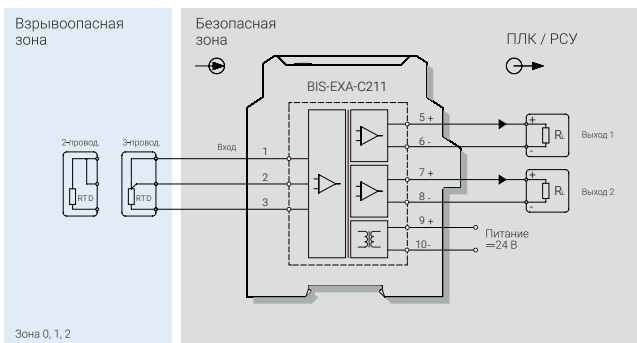 Взрывоопасная
зона
Безопасная
зона
ПЛК / РСУ
BIS-EXA-C211
2-провод.
3-провод.
RTD
RTD
Вход
1
2
3
5 +
6 -
7 +
8 -
9 +
10-
+
RL
-
Выход 1
+
RL
-
Выход 2
Питание
⎓24 В
Зона 0, 1, 2